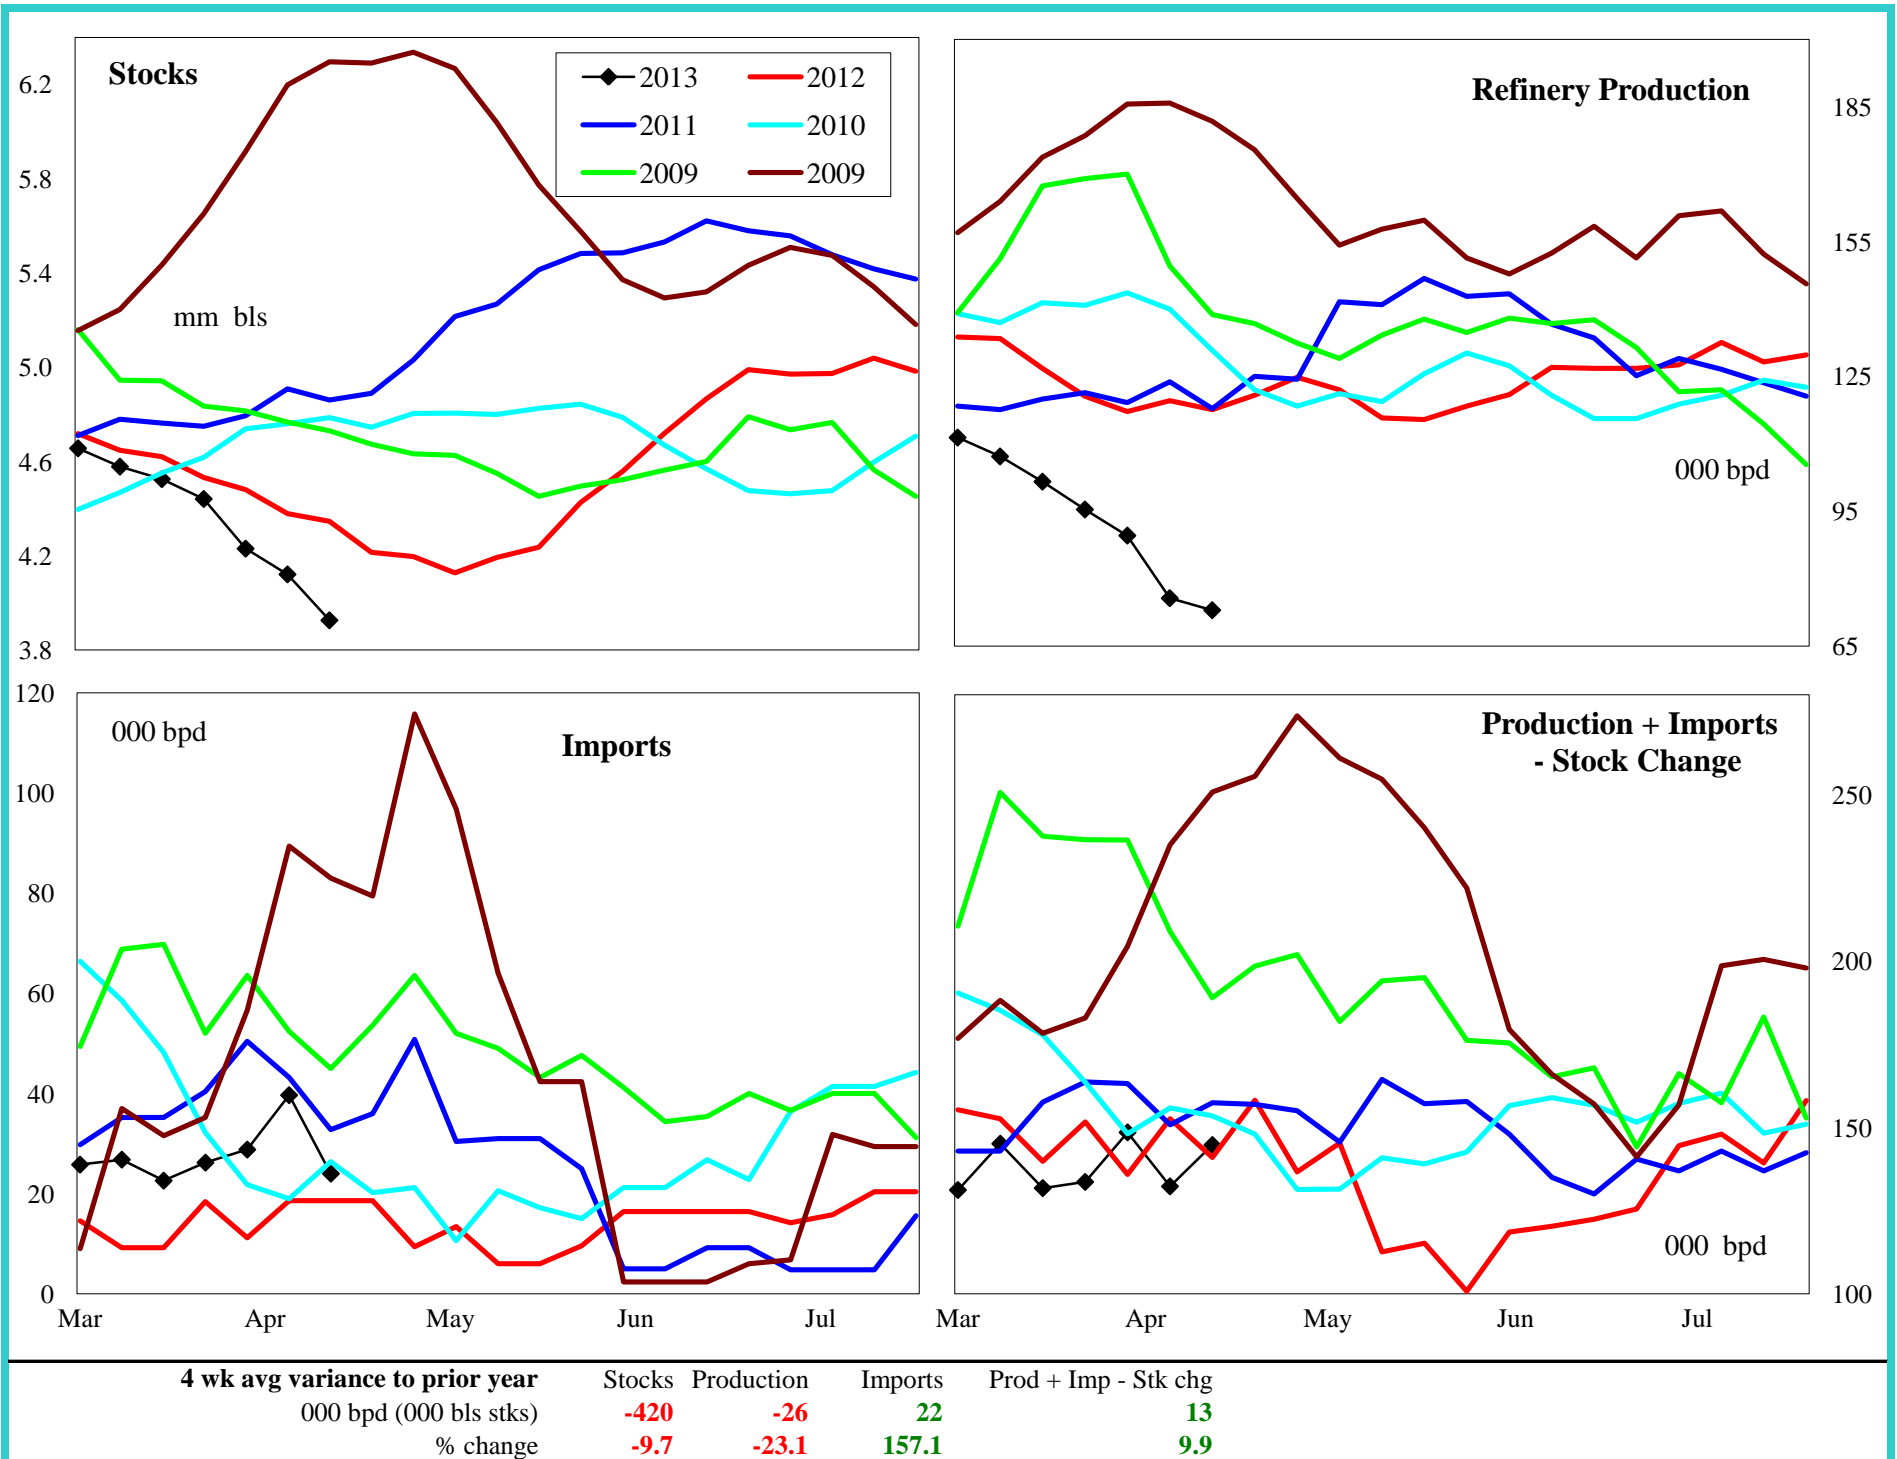 Stocks
2013
2012
2011
2010
2009
2009
mm bls
6.2
5.8
5.4
5.0
4.6
4.2
3.8
Refinery Production
000 bpd
185
155
125
95
65
Imports
000 bpd
120
100
80
60
40
20
0
Mar Apr May Jun Jul
Production + Imports
- Stock Change
000 bpd
250
200
150
100
Mar Apr May Jun Jul
4 wk avg variance to prior year Stocks Production Imports Prod + Imp - Stk chg
000 bpd (000 bls stks) -420 -26 22 13
% change -9.7 -23.1 157.1 9.9